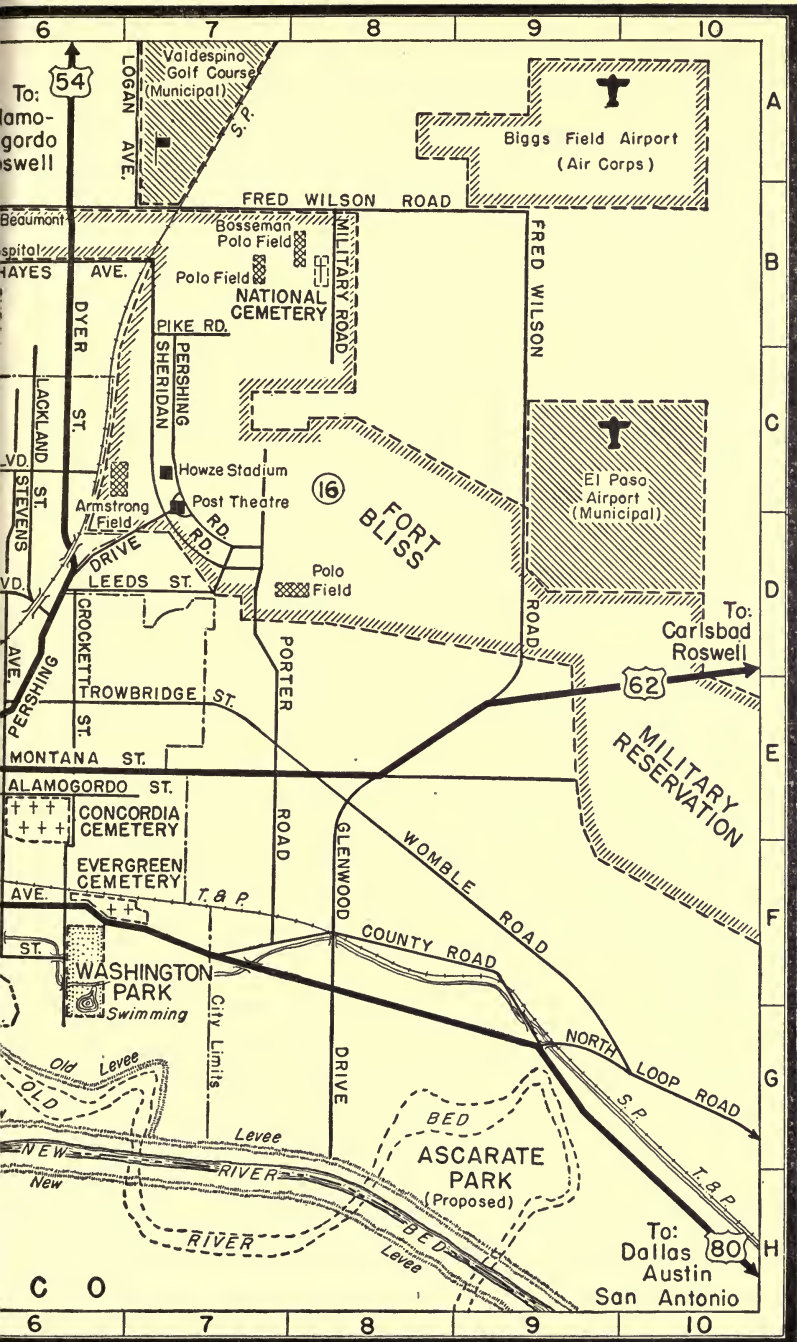 6 7 8 9 10
54
To:
lamo-
gordo
oswell
LOGAN AVE.
Valdespino
Golf Course
(Municipal)
S.P.
Biggs Field Airport
(Air Corps)
A
FRED WILSON ROAD
Beaumont
ospital
HAYES AVE.
Bosseman
Polo Field
Polo Field
NATIONAL
CEMETERY
MILITARY ROAD
FRED WILSON
B
DYER
ST.
PIKE RD.
SHERIDAN
PERSHING
LACKLAND
ST.
LVD.
STEVENS
Howze Stadium
Post Theatre
RD.
RD.
Armstrong
Field
16
FORT
BLISS
El Paso
Airport
(Municipal)
C
DRIVE
VD.
LEEDS ST.
Polo
Field
ROAD
D
To:
Carlsbad
Roswell
62
AVE.
PERSHING
CROCKETT
ST.
TROWBRIDGE ST.
PORTER
ROAD
MONTANA ST.
MILITARY
RESERVATION
E
ALAMOGORDO ST.
CONCORDIA
CEMETERY
EVERGREEN
CEMETERY
AVE.
T. & P.
GLENWOOD
DRIVE
WOMBLE ROAD
COUNTY ROAD
F
ST.
WASHINGTON
PARK
Swimming
City Limits
NORTH LOOP ROAD
S.P.
T. & P.
G
Old Levee
OLD
BED
Levee
NEW
RIVER
BED
New
Levee
RIVER
ASCARATE
PARK
(Proposed)
To:
Dallas
Austin
San Antonio
80
H
C O
6 7 8 9 10